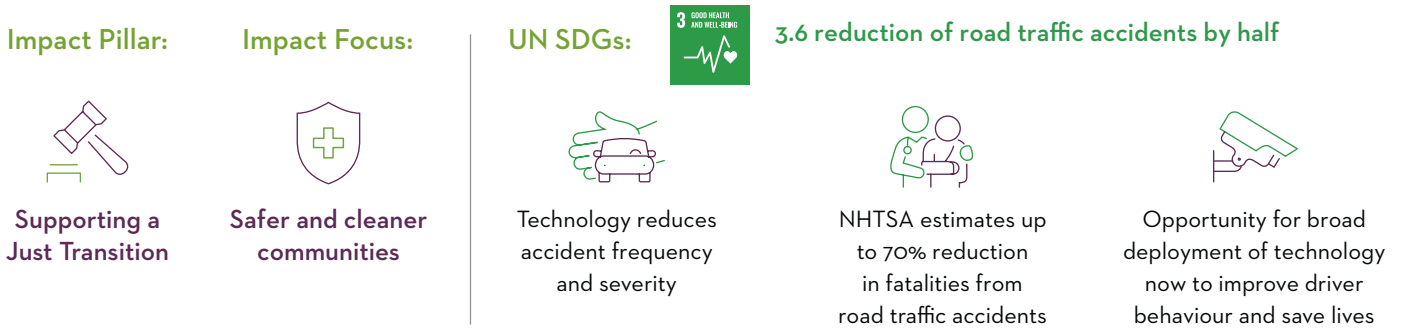 Impact Pillar:
Impact Focus:
UN SDGs:
3 GOOD HEALTH
AND WELL-BEING
3.6 reduction of road traffic accidents by half
Supporting a
Just Transition
Safer and cleaner
communities
Technology reduces
accident frequency
and severity
NHTSA estimates up
to 70% reduction
in fatalities from
road traffic accidents
Opportunity for broad
deployment of technology
now to improve driver
behaviour and save lives